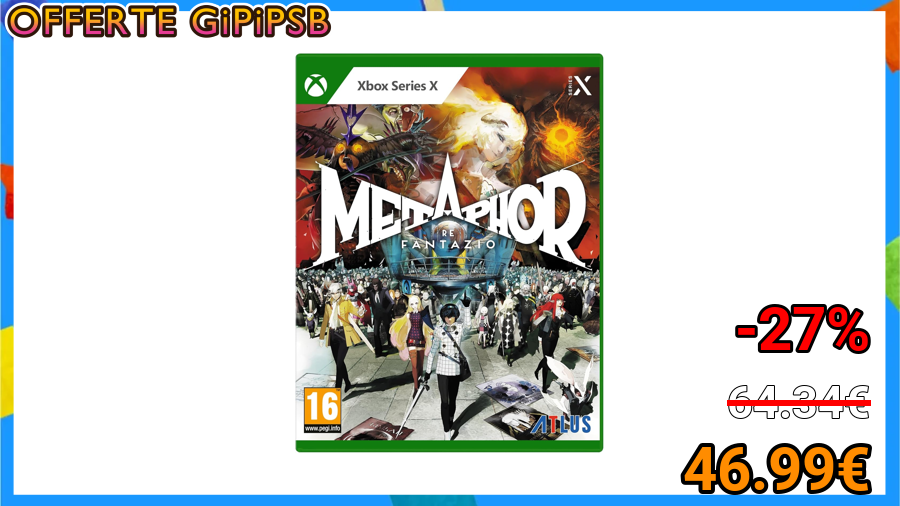 OFFERTE GiPiPSB
Xbox Series X
SERIES X
METAPHOR
RE
FANTAZIO
16
www.pegi.info
ATLUS
-27%
64.34€
46.99€